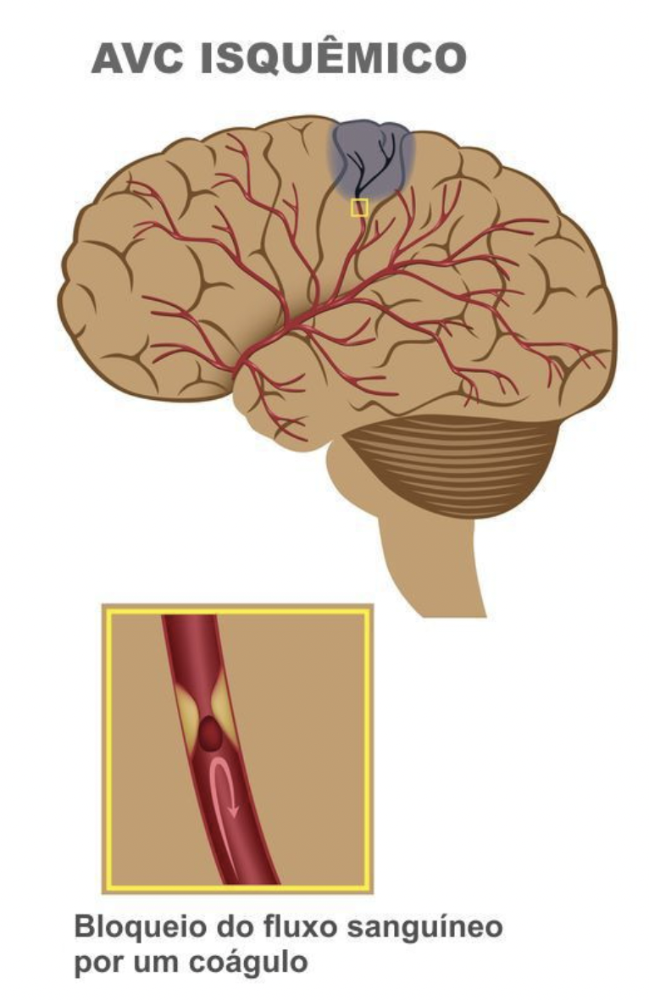 AVC ISQUÊMICO
Bloqueio do fluxo sanguíneo
por um coágulo